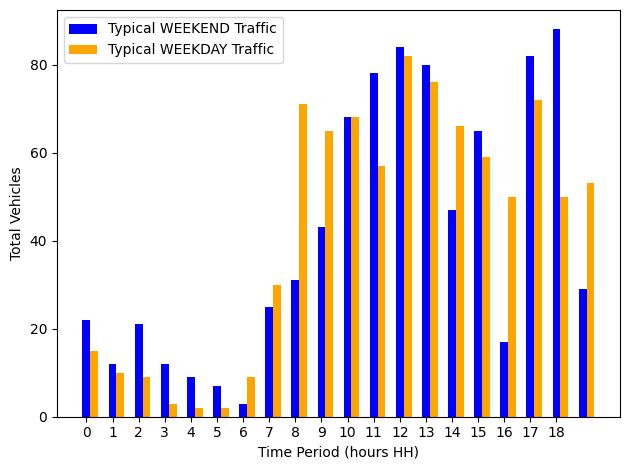 Typical WEEKEND Traffic
Typical WEEKDAY Traffic
80
60
40
20
0
0 1 2 3 4 5 6 7 8 9 10 11 12 13 14 15 16 17 18
Total Vehicles
Time Period (hours HH)